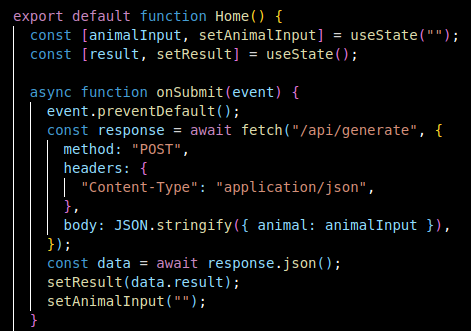 export default function Home() {
  const [animalInput, setAnimalInput] = useState("");
  const [result, setResult] = useState();

  async function onSubmit(event) {
    event.preventDefault();
    const response = await fetch("/api/generate", {
      method: "POST",
      headers: {
        "Content-Type": "application/json",
      },
      body: JSON.stringify({ animal: animalInput }),
    });
    const data = await response.json();
    setResult(data.result);
    setAnimalInput("");
  }